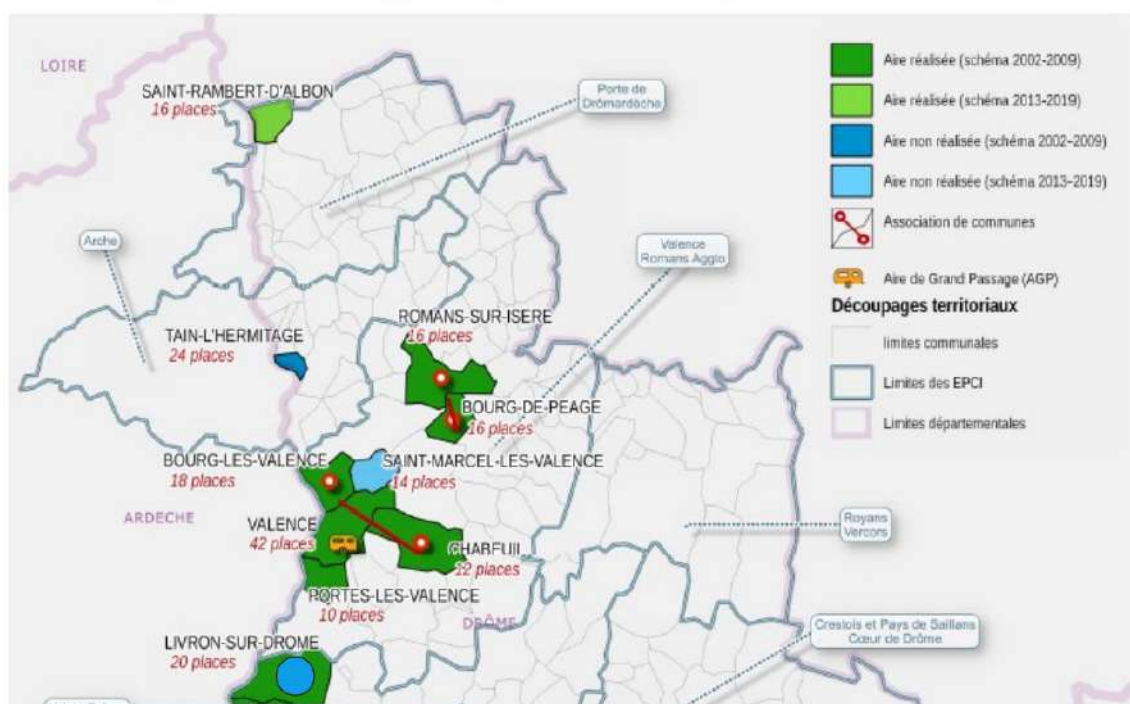 LOIRE
SAINT-RAMBERT-D'ALBON
16 places
Porte de
Drômardèche
Arche
Valence
Romans Agglo
ROMANS-SUR-ISERE
16 places
TAIN-L'HERMITAGE
24 places
BOURG-DE-PEAGE
16 places
BOURG-LES-VALENCE
18 places
SAINT-MARCEL-LES-VALENCE
14 places
ARDECHE
VALENCE
42 places
CHABEUIL
12 places
Royans
Vercors
PORTES-LES-VALENCE
10 places
DRÔME
Crestois et Pays de Saillans
Cœur de Drôme
LIVRON-SUR-DROME
20 places
Aire réalisée (schéma 2002-2009)
Aire réalisée (schéma 2013-2019)
Aire non réalisée (schéma 2002-2009)
Aire non réalisée (schéma 2013-2019)
Association de communes
Aire de Grand Passage (AGP)
Découpages territoriaux
limites communales
Limites des EPCI
Limites départementales